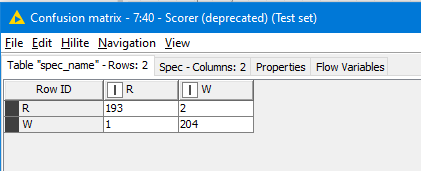 Confusion matrix - 7:40 - Scorer (deprecated) (Test set)
File Edit Hilite Navigation View
Table "spec_name" - Rows: 2 Spec - Columns: 2 Properties Flow Variables
Row ID I R I W
R 193 2
W 1 204